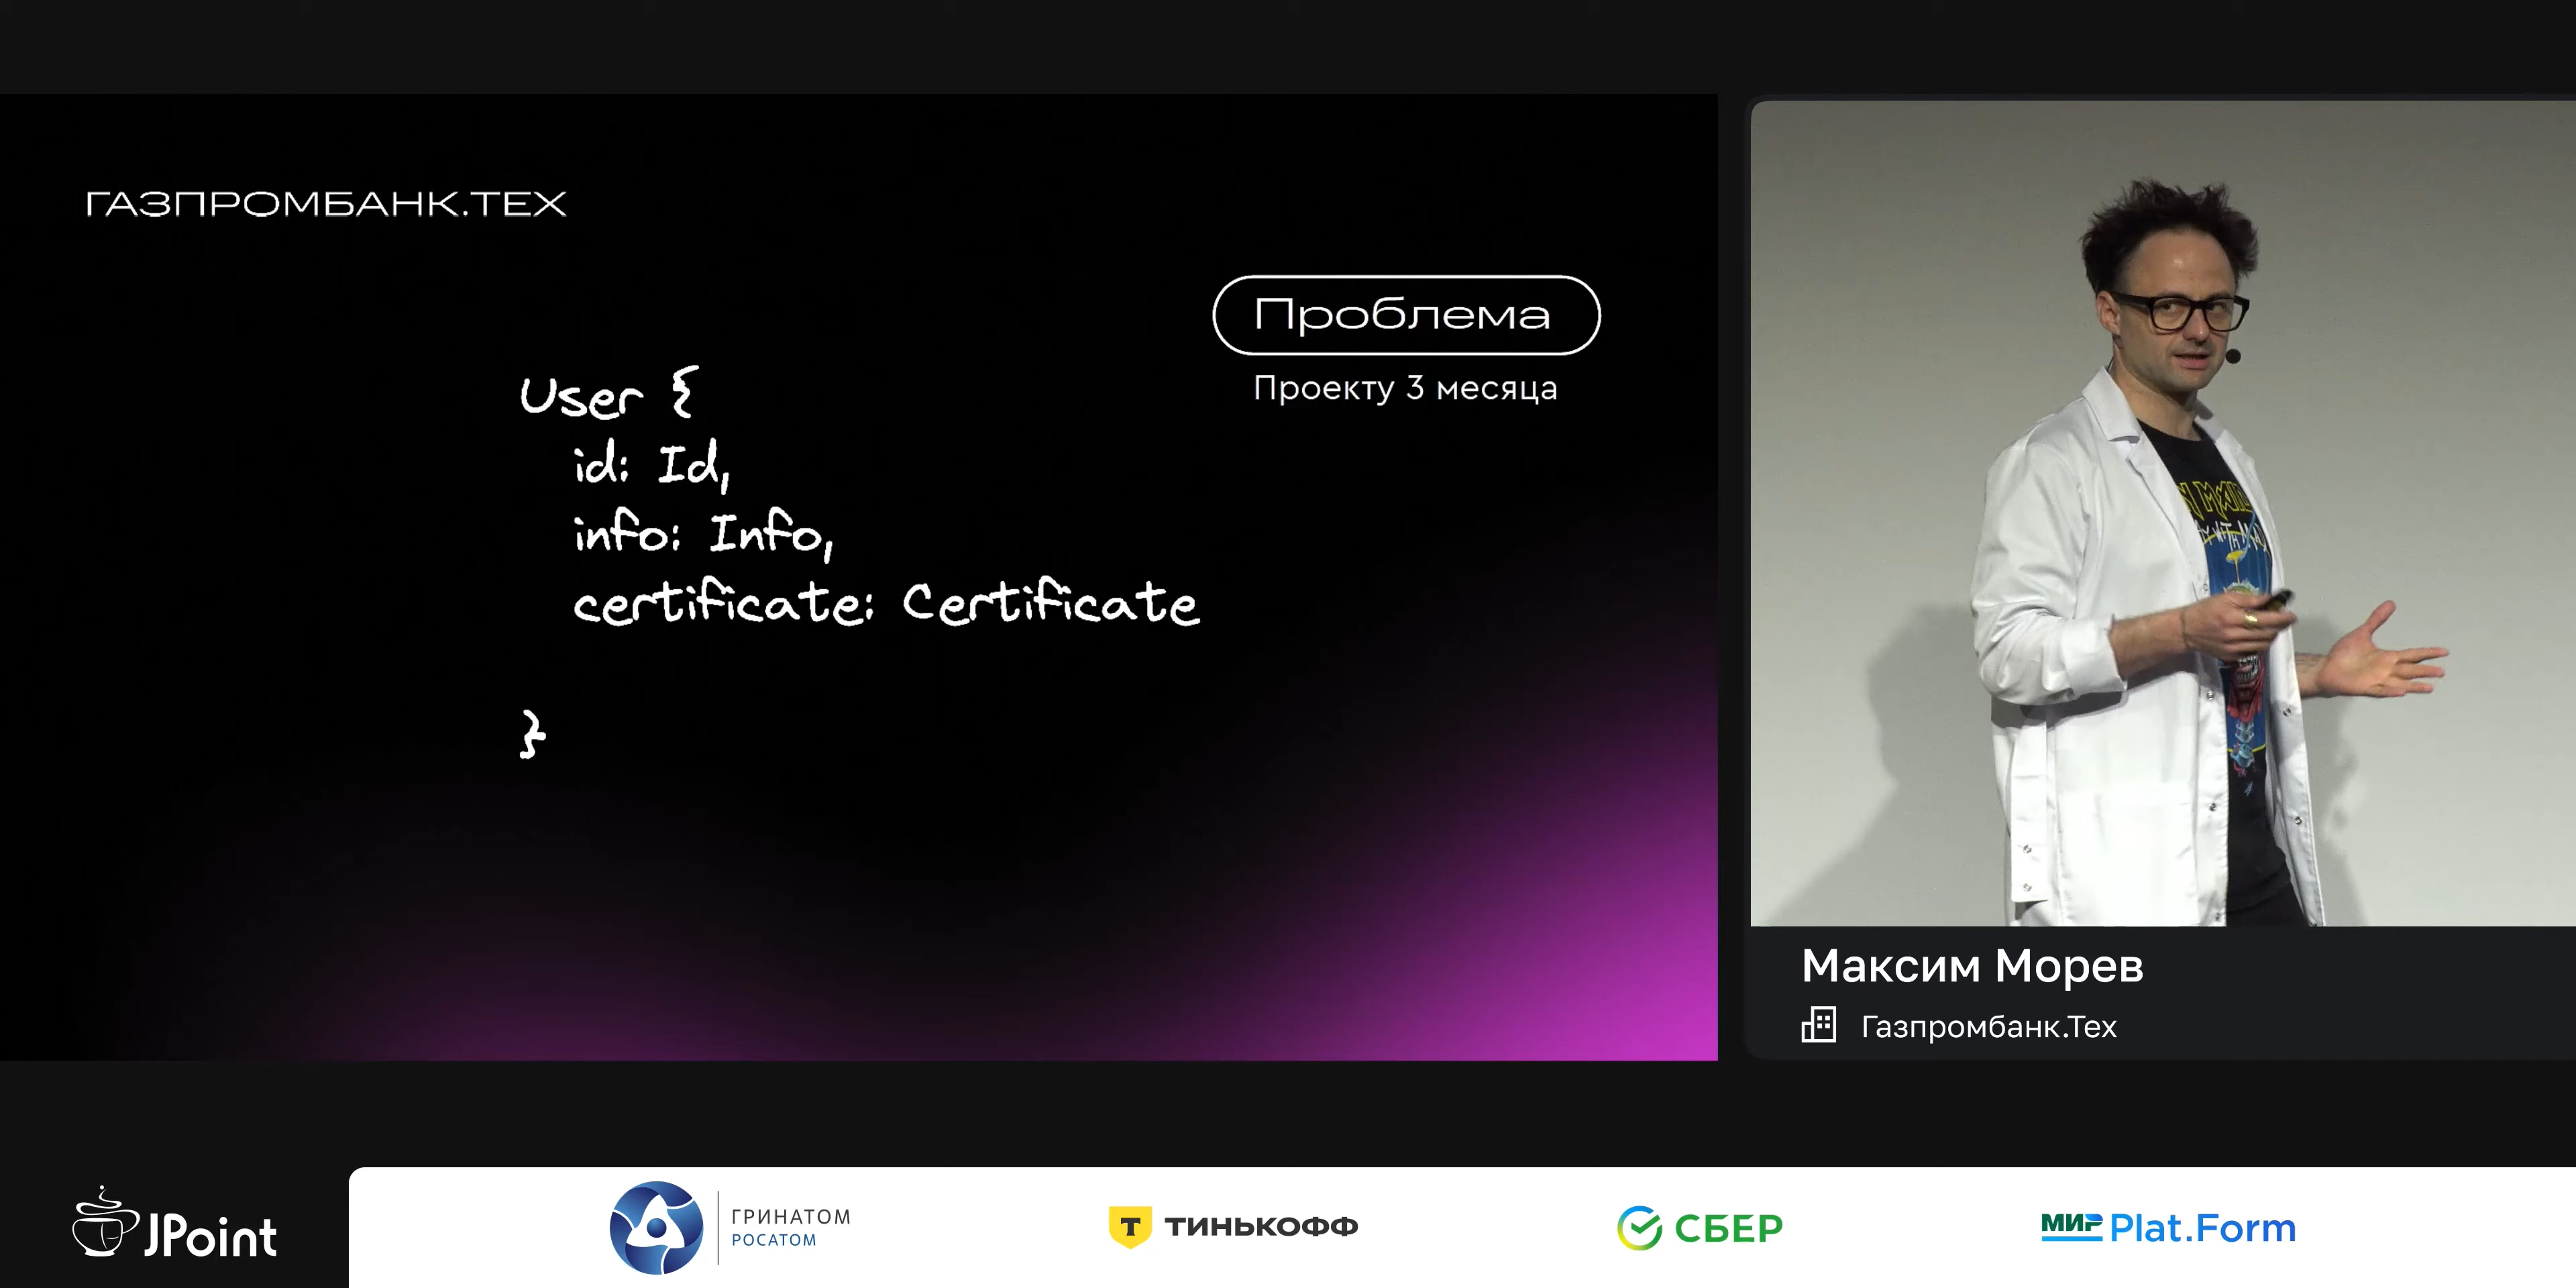 ГАЗПРОМБАНК.ТЕХ
Проблема
Проекту 3 месяца
User {
id: Id,
info: Info,
certificate: Certificate
}
Максим Морев
Газпромбанк.Тех
JPoint
ГРИНАТОМ
РОСАТОМ
Т ТИНЬКОФФ
СБЕР
МИР Plat.Form